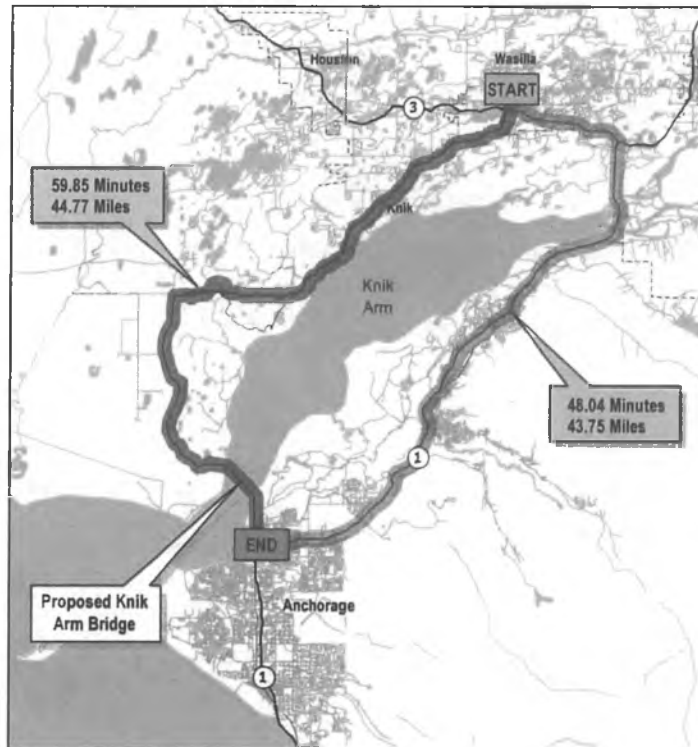 Houston
Wasilla
START
3
59.85 Minutes
44.77 Miles
Knik
Knik
Arm
48.04 Minutes
43.75 Miles
1
END
Proposed Knik
Arm Bridge
Anchorage
1